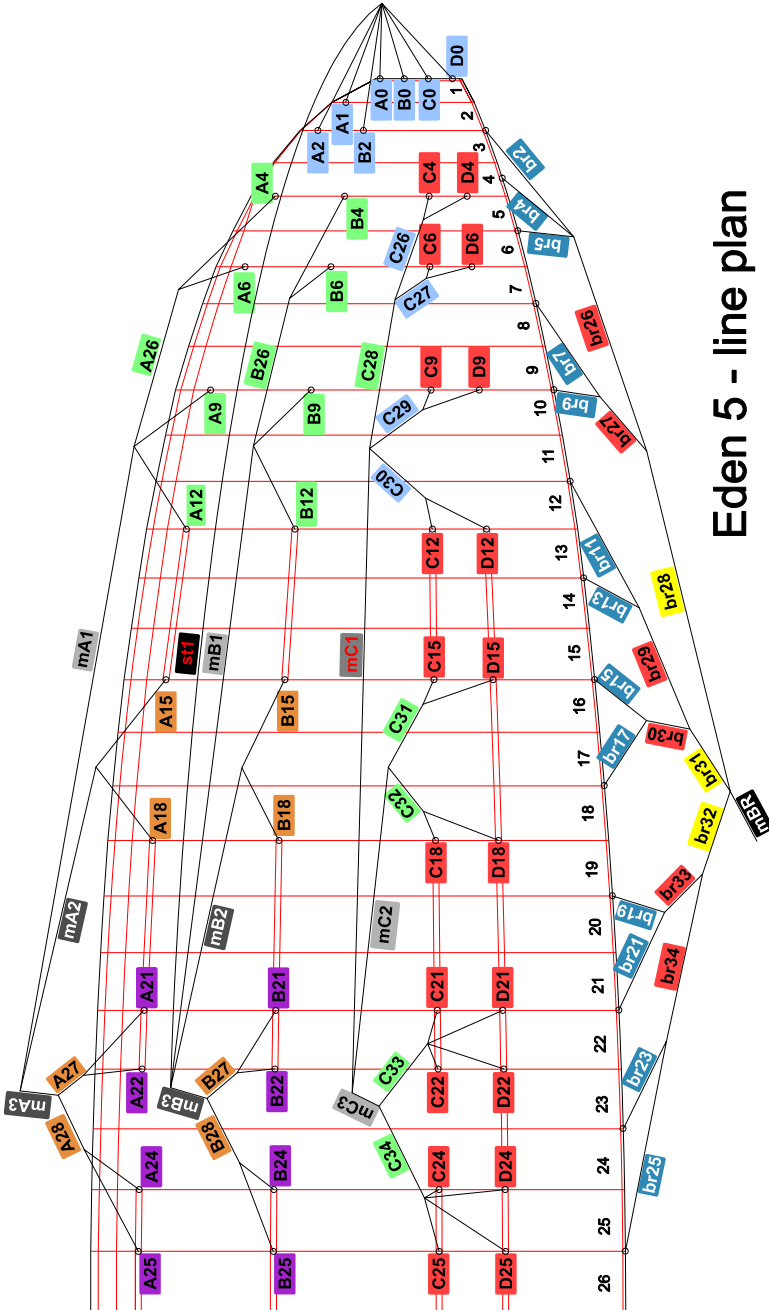 Eden 5 - line plan
D0
A0
B0
C0
1
2
3
4
5
6
7
8
9
10
11
12
13
14
15
16
17
18
19
20
21
22
23
24
25
26
A1
A2
B2
A4
B4
C4
D4
A6
B6
C6
D6
C26
C27
A26
B26
C28
A9
B9
C9
D9
C29
C30
A12
B12
C12
D12
mA1
st1
mB1
mC1
A15
B15
C15
D15
C31
C32
A18
B18
C18
D18
mA2
mB2
mC2
A21
B21
C21
D21
A27
B27
C33
A22
B22
C22
D22
mA3
mB3
mC3
A28
B28
C34
A24
B24
C24
D24
A25
B25
C25
D25
br2
br4
br5
br26
br7
br9
br27
br11
br13
br28
br29
br15
br17
br30
br31
br32
mBR
br19
br21
br33
br34
br23
br25